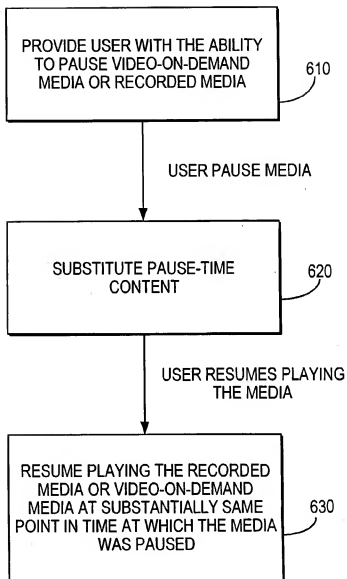 PROVIDE USER WITH THE ABILITY
TO PAUSE VIDEO-ON-DEMAND
MEDIA OR RECORDED MEDIA
610
USER PAUSE MEDIA
SUBSTITUTE PAUSE-TIME
CONTENT
620
USER RESUMES PLAYING
THE MEDIA
RESUME PLAYING THE RECORDED
MEDIA OR VIDEO-ON-DEMAND
MEDIA AT SUBSTANTIALLY SAME
POINT IN TIME AT WHICH THE MEDIA
WAS PAUSED
630